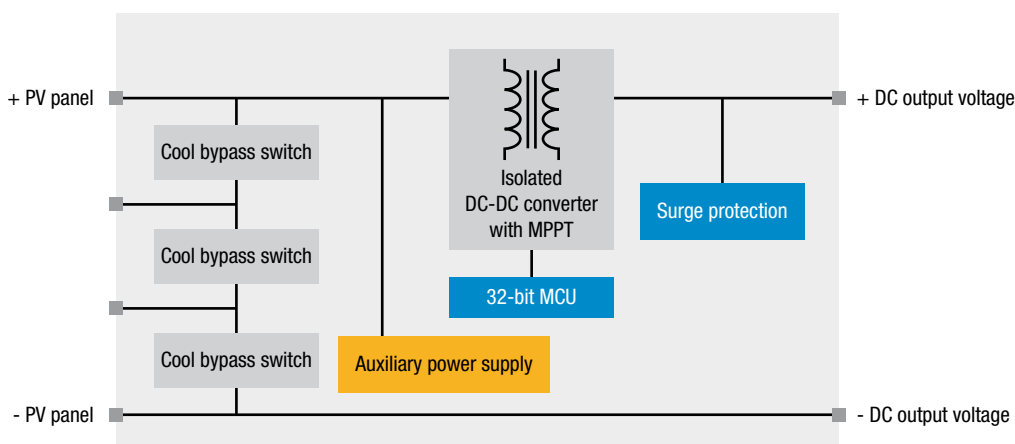 + PV panel
+ DC output voltage
Cool bypass switch
Isolated
DC-DC converter
with MPPT
Surge protection
Cool bypass switch
32-bit MCU
Cool bypass switch
Auxiliary power supply
- PV panel
- DC output voltage